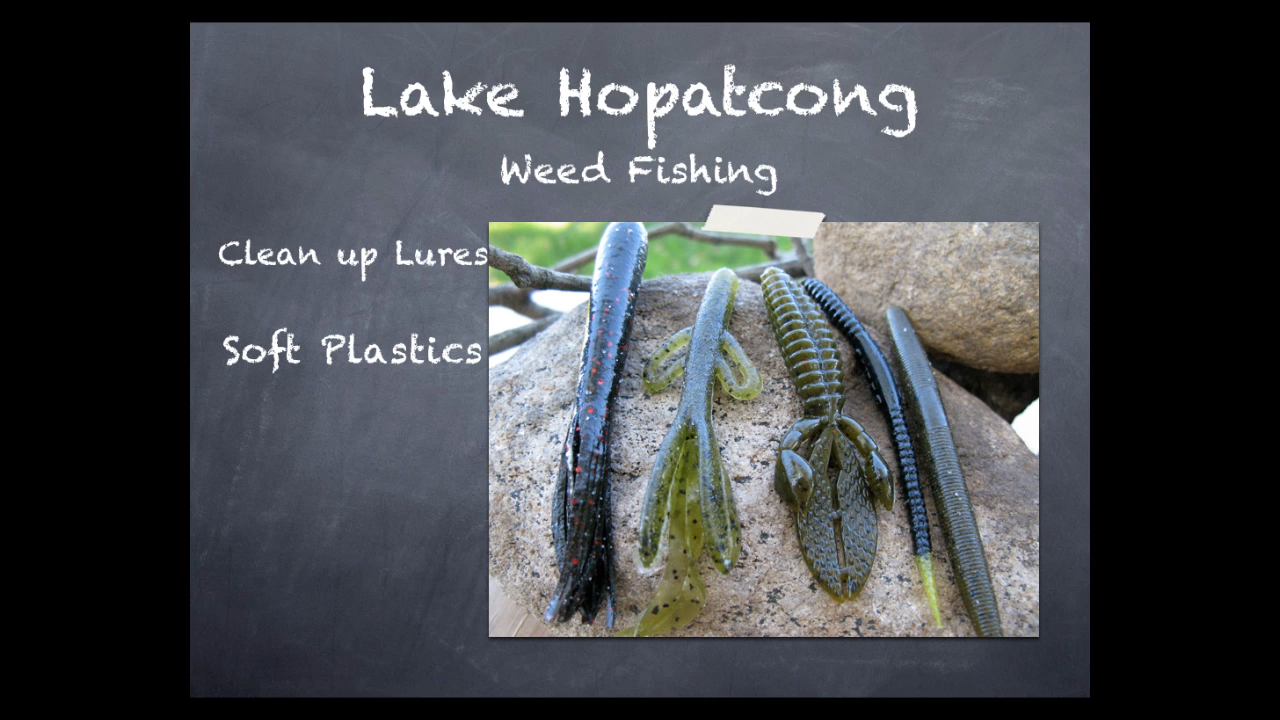 Lake Hopatcong
Weed Fishing
Clean up Lures
Soft Plastics